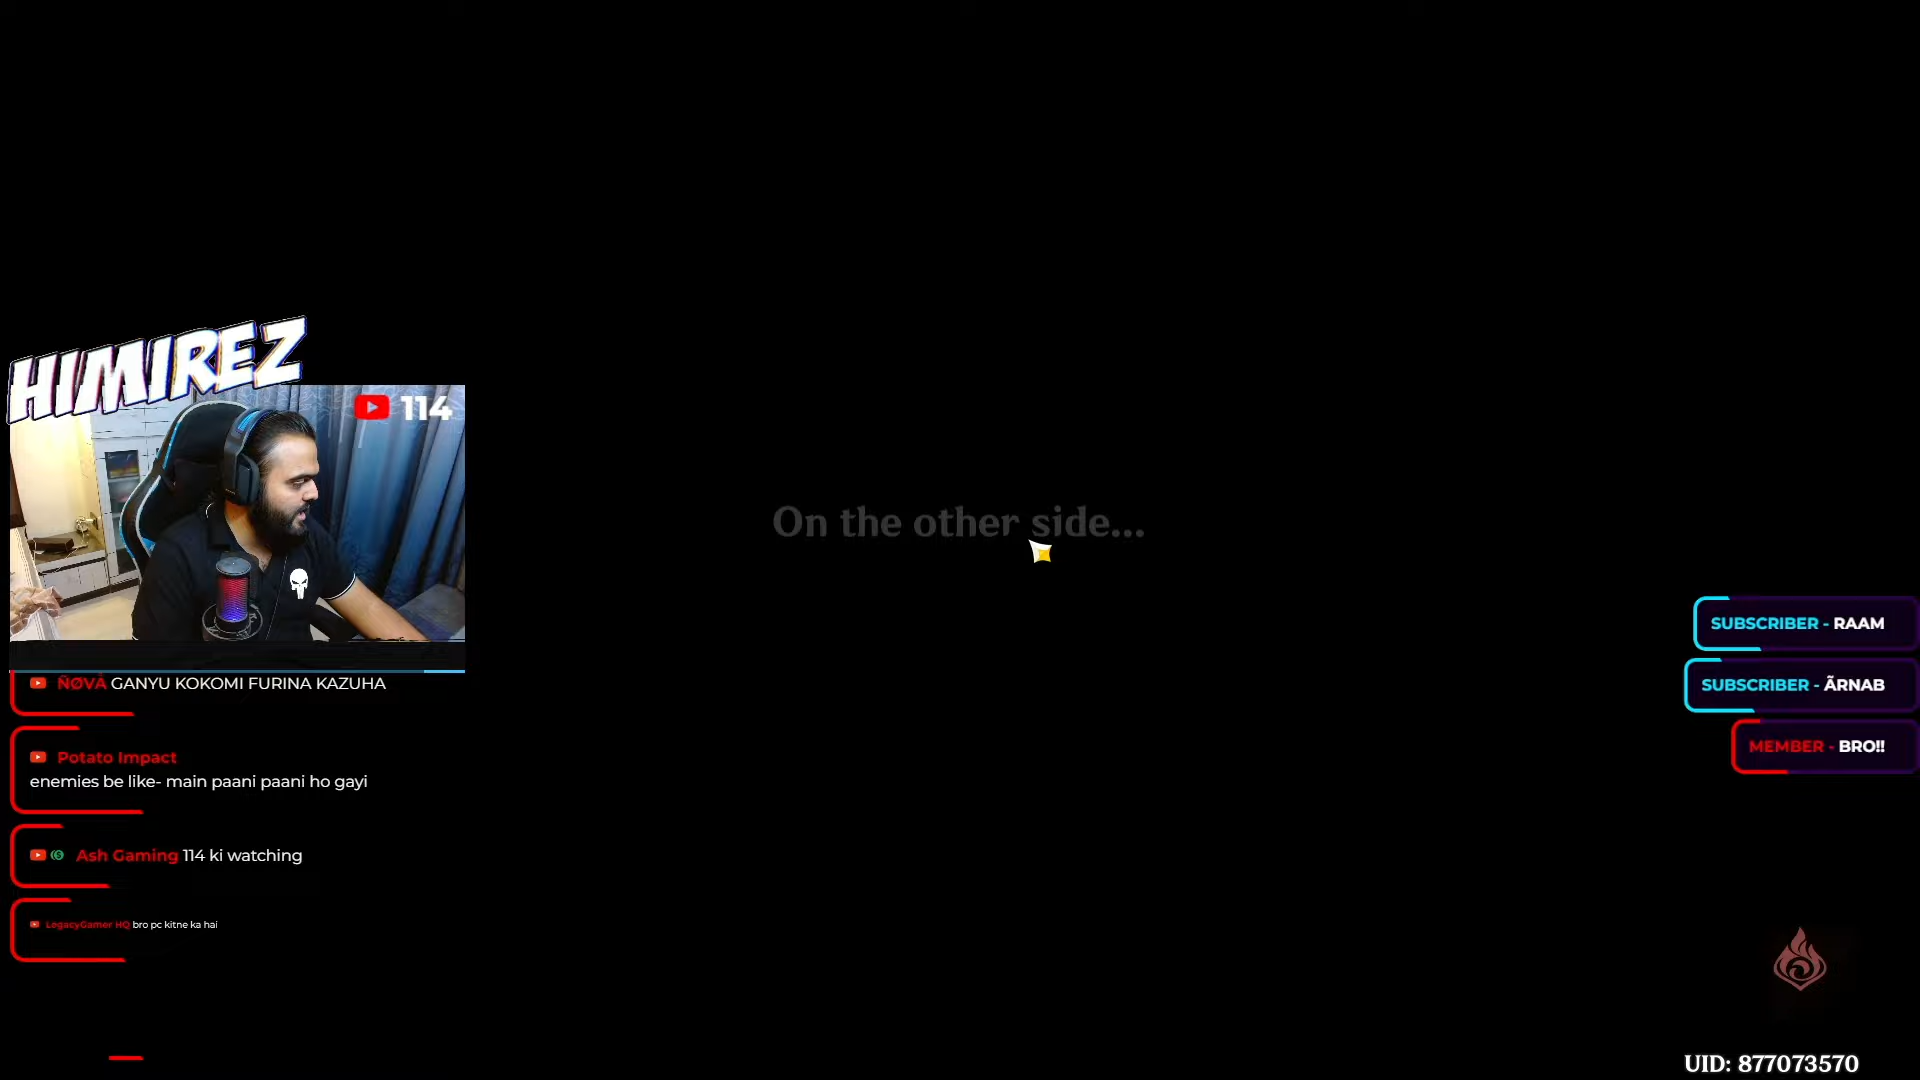 HIMIREZ
114
On the other side...
ÑØVÁ GANYU KOKOMI FURINA KAZUHA
Potato Impact
enemies be like- main paani paani ho gayi
Ash Gaming 114 ki watching
LegacyGamer HQ bro pc kitne ka hai
SUBSCRIBER - RAAM
SUBSCRIBER - ÃRNAB
MEMBER - BRO!!
UID: 877073570